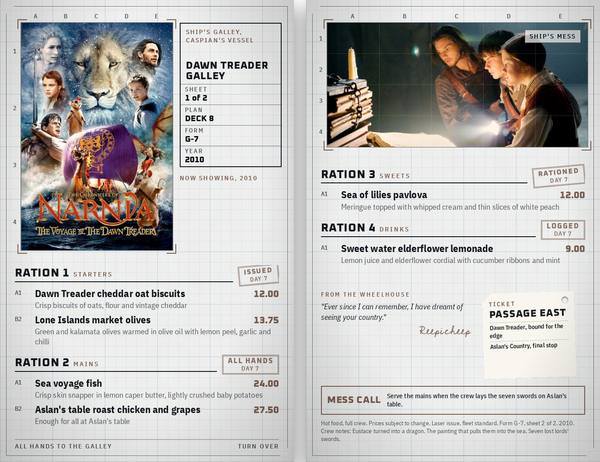 A B C D E
1
2
3
4
THE CHRONICLES OF
NARNIA
THE VOYAGE OF THE DAWN TREADER
SHIP'S GALLEY,
CASPIAN'S VESSEL
DAWN TREADER
GALLEY
SHEET
1 of 2
PLAN
DECK 8
FORM
G-7
YEAR
2010
NOW SHOWING, 2010
RATION 1 STARTERS
ISSUED
DAY 7
A1 Dawn Treader cheddar oat biscuits 12.00
Crisp biscuits of oats, flour and vintage cheddar
B2 Lone Islands market olives 13.75
Green and kalamata olives warmed in olive oil with lemon peel, garlic and
chilli
RATION 2 MAINS
ALL HANDS
DAY 7
A1 Sea voyage fish 24.00
Crisp skin snapper in lemon caper butter, lightly crushed baby potatoes
B2 Aslan's table roast chicken and grapes 27.50
Enough for all at Aslan's table
ALL HANDS TO THE GALLEY TURN OVER
A B C D E
1
2
3
4
SHIP'S MESS
RATION 3 SWEETS
RATIONED
DAY 7
A1 Sea of lilies pavlova 12.00
Meringue topped with whipped cream and thin slices of white peach
RATION 4 DRINKS
LOGGED
DAY 7
A1 Sweet water elderflower lemonade 9.00
Lemon juice and elderflower cordial with cucumber ribbons and mint
FROM THE WHEELHOUSE
"Ever since I can remember, I have dreamt of
seeing your country."
Reepicheep
TICKET
PASSAGE EAST
Dawn Treader, bound for the
edge
Aslan's Country, final stop
MESS CALL
Serve the mains when the crew lays the seven swords on Aslan's
table.
Hot food, full crew. Prices subject to change. Laser issue, fleet standard. Form G-7, sheet 2 of 2. 2010.
Crew notes: Eustace turned into a dragon. The painting that pulls them into the sea. Seven lost lords'
swords.